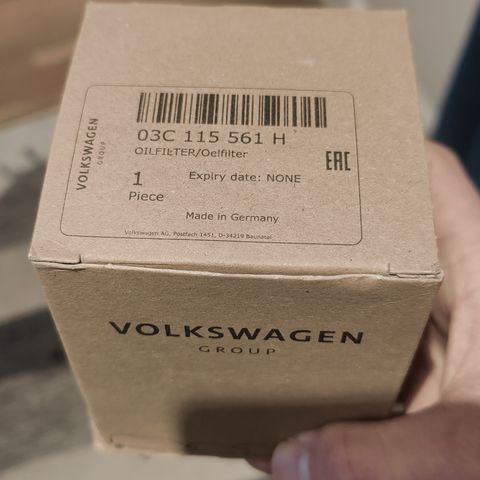 VOLKSWAGEN
GROUP
03C 115 561 H
OILFILTER/Oelfilter
EAC
1
Piece
Expiry date: NONE
Made in Germany
Volkswagen AG, Postfach 1451, D-34219 Baunatal
VOLKSWAGEN
GROUP